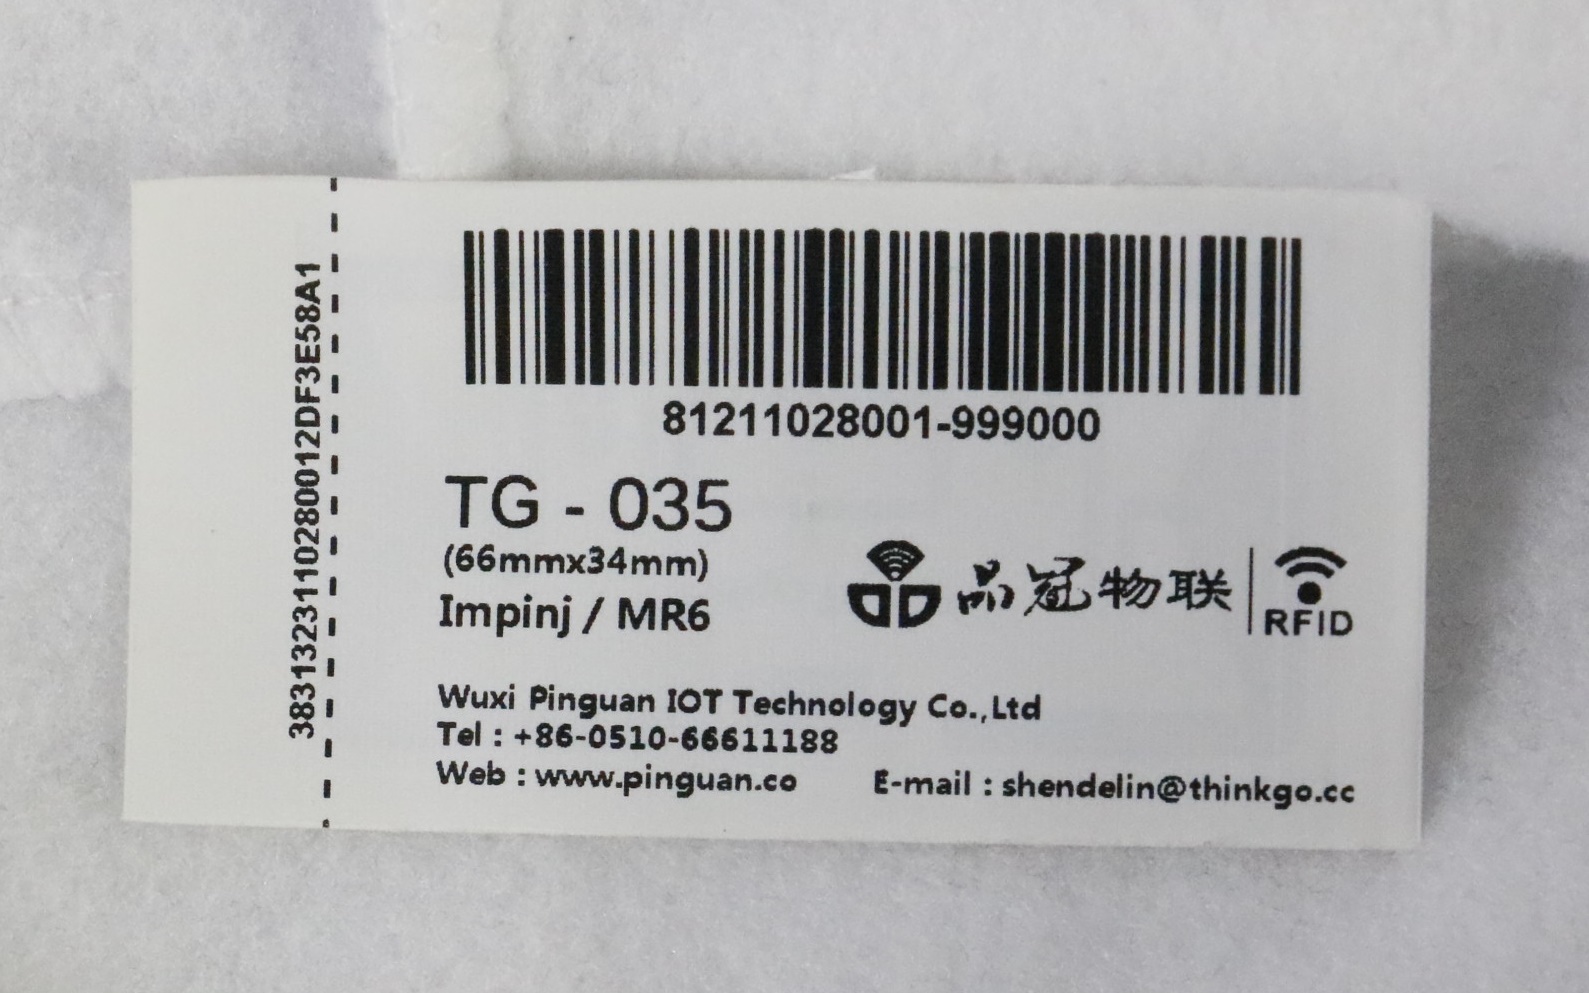 3831323110280012DF3E58A1
81211028001-999000
TG - 035
(66mmx34mm)
Impinj / MR6
品冠物联
RFID
Wuxi Pinguan IOT Technology Co.,Ltd
Tel : +86-0510-66611188
Web : www.pinguan.co E-mail : shendelin@thinkgo.cc